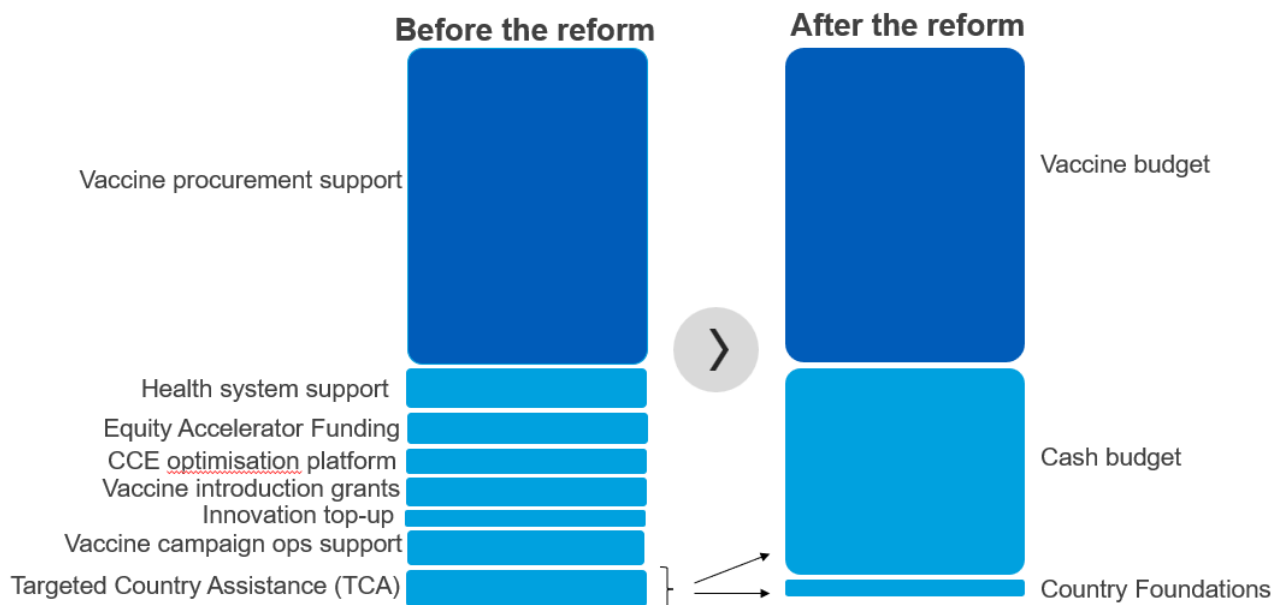 Before the reform
After the reform
Vaccine procurement support
Vaccine budget
Health system support
Equity Accelerator Funding
CCE optimisation platform
Cash budget
Vaccine introduction grants
Innovation top-up
Vaccine campaign ops support
Targeted Country Assistance (TCA)
Country Foundations